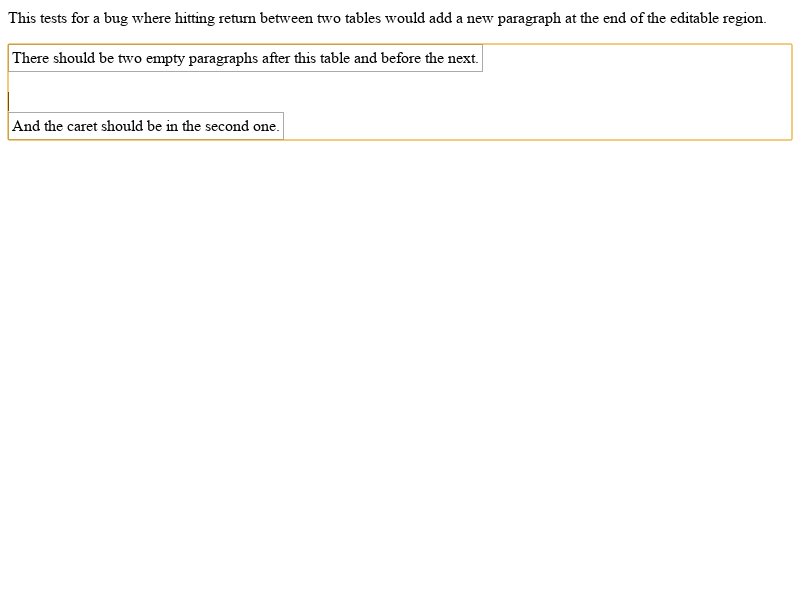 This tests for a bug where hitting return between two tables would add a new paragraph at the end of the editable region.
There should be two empty paragraphs after this table and before the next.
And the caret should be in the second one.